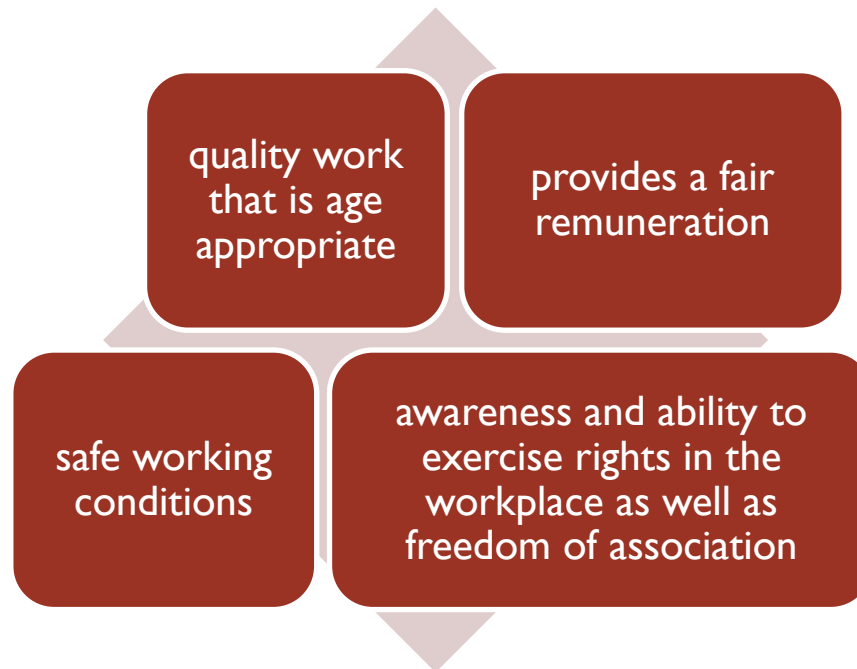 quality work
that is age
appropriate
provides a fair
remuneration
safe working
conditions
awareness and ability to
exercise rights in the
workplace as well as
freedom of association